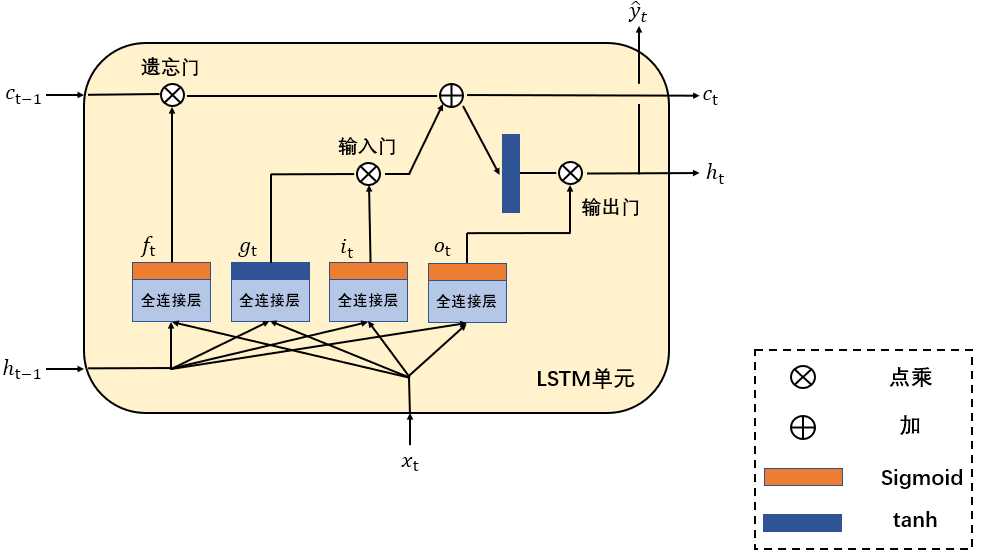 ŷt
遗忘门
ct−1
ct
输入门
ht
输出门
ft
gt
it
ot
全连接层
全连接层
全连接层
全连接层
ht−1
LSTM单元
xt
点乘
加
Sigmoid
tanh